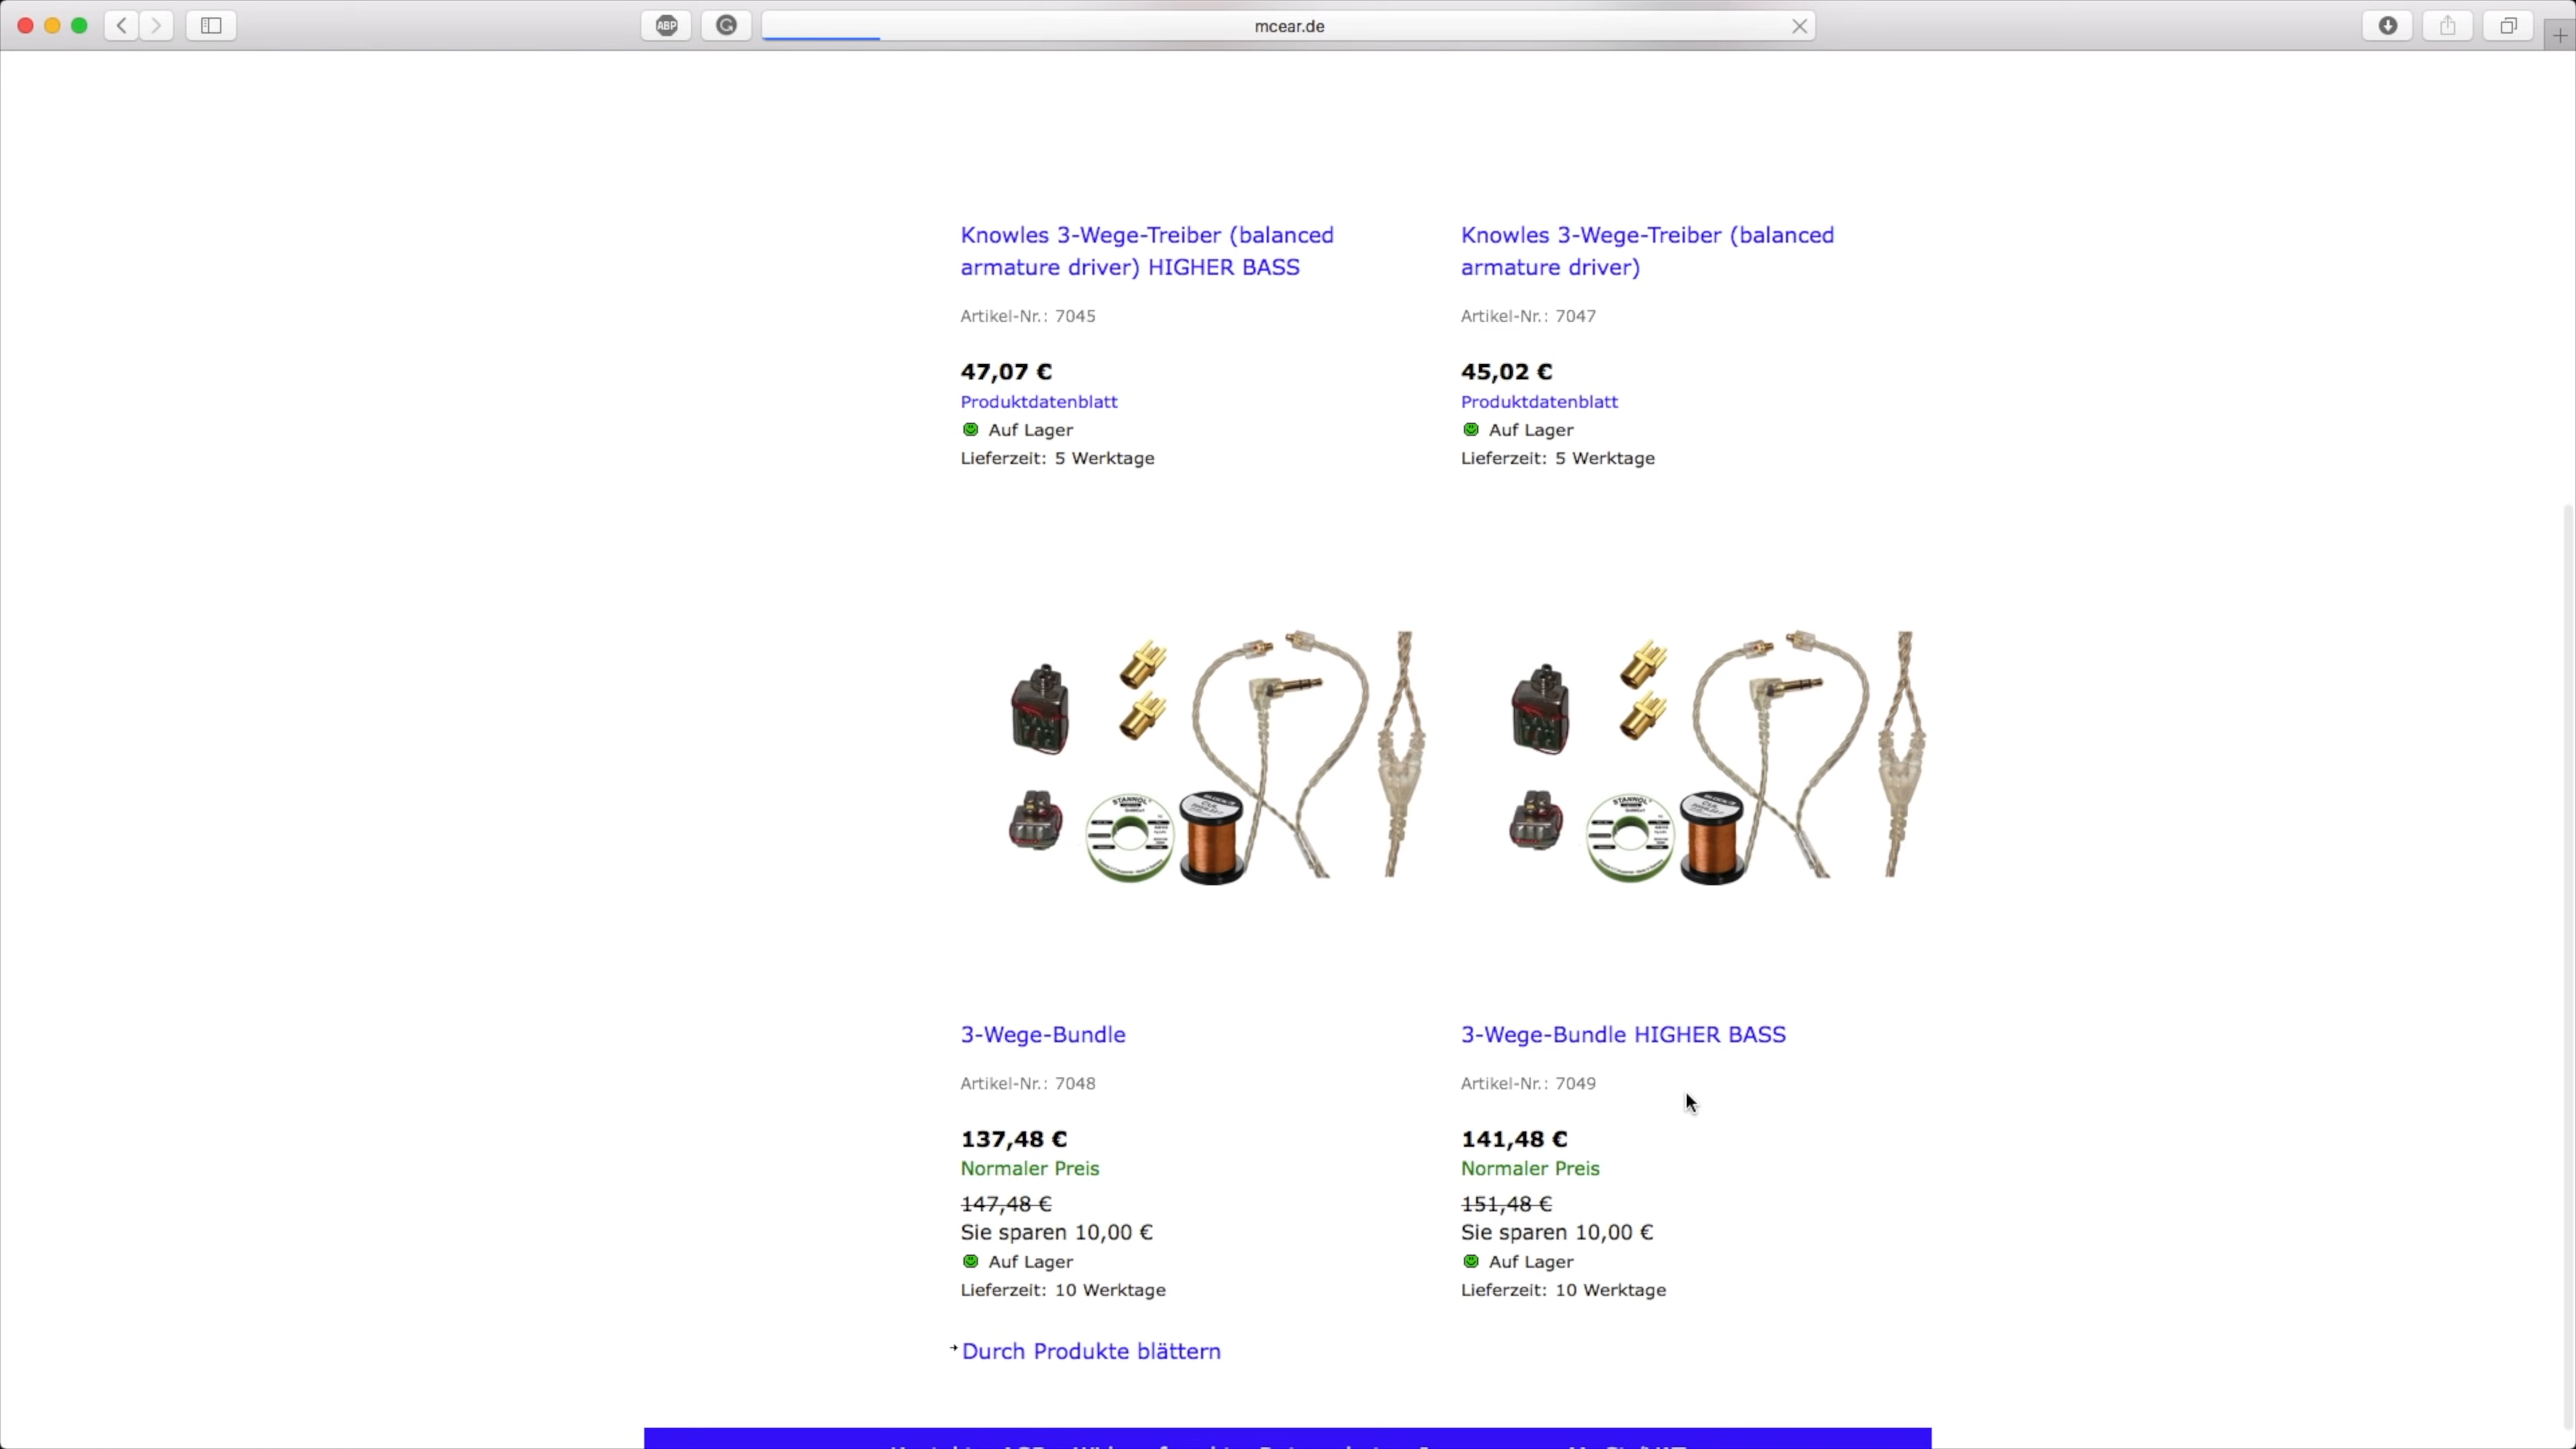 ABP
mcear.de
Knowles 3-Wege-Treiber (balanced
armature driver) HIGHER BASS
Artikel-Nr.: 7045
47,07 €
Produktdatenblatt
Auf Lager
Lieferzeit: 5 Werktage
Knowles 3-Wege-Treiber (balanced
armature driver)
Artikel-Nr.: 7047
45,02 €
Produktdatenblatt
Auf Lager
Lieferzeit: 5 Werktage
STANNOL
STANNOL
3-Wege-Bundle
Artikel-Nr.: 7048
137,48 €
Normaler Preis
147,48 €
Sie sparen 10,00 €
Auf Lager
Lieferzeit: 10 Werktage
3-Wege-Bundle HIGHER BASS
Artikel-Nr.: 7049
141,48 €
Normaler Preis
151,48 €
Sie sparen 10,00 €
Auf Lager
Lieferzeit: 10 Werktage
Durch Produkte blättern